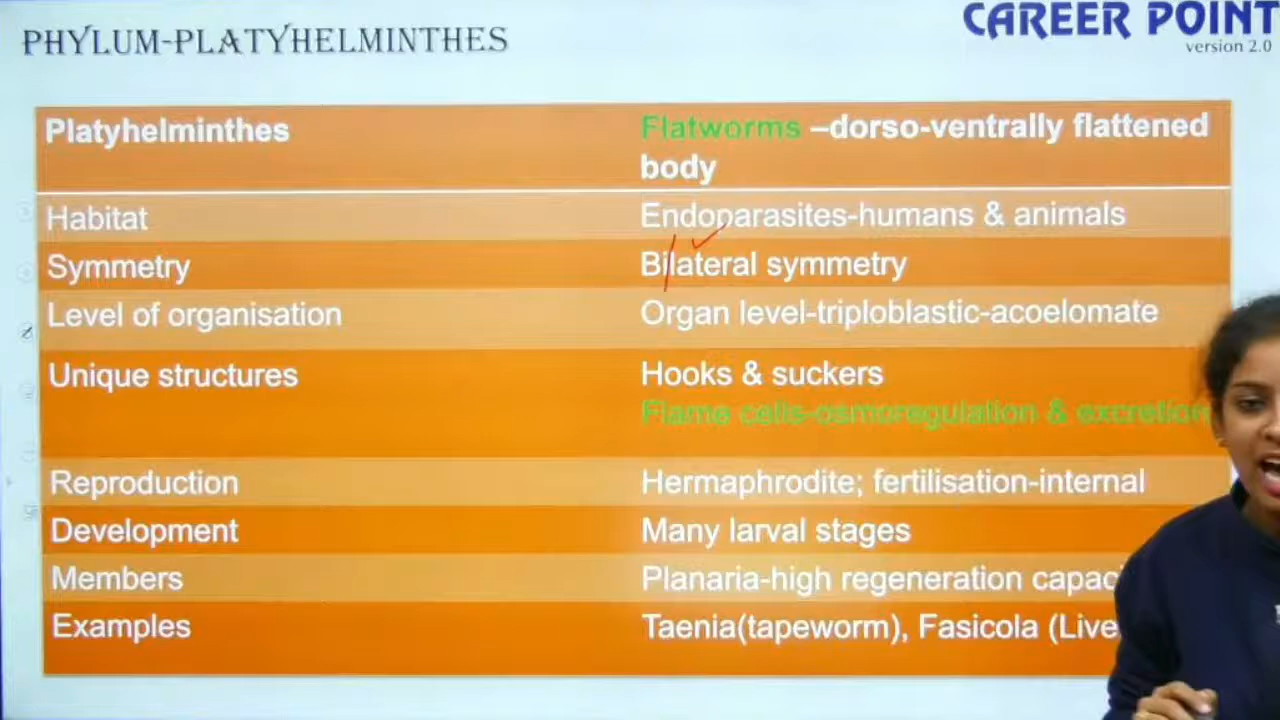 CAREER POINT
version 2.0
PHYLUM-PLATYHELMINTHES
Platyhelminthes Flatworms –dorso-ventrally flattened
body
Habitat Endoparasites-humans & animals
Symmetry Bilateral symmetry
Level of organisation Organ level-triploblastic-acoelomate
Unique structures Hooks & suckers
Flame cells-osmoregulation & excretion
Reproduction Hermaphrodite; fertilisation-internal
Development Many larval stages
Members Planaria-high regeneration
Examples Taenia(tapeworm), Fasicola